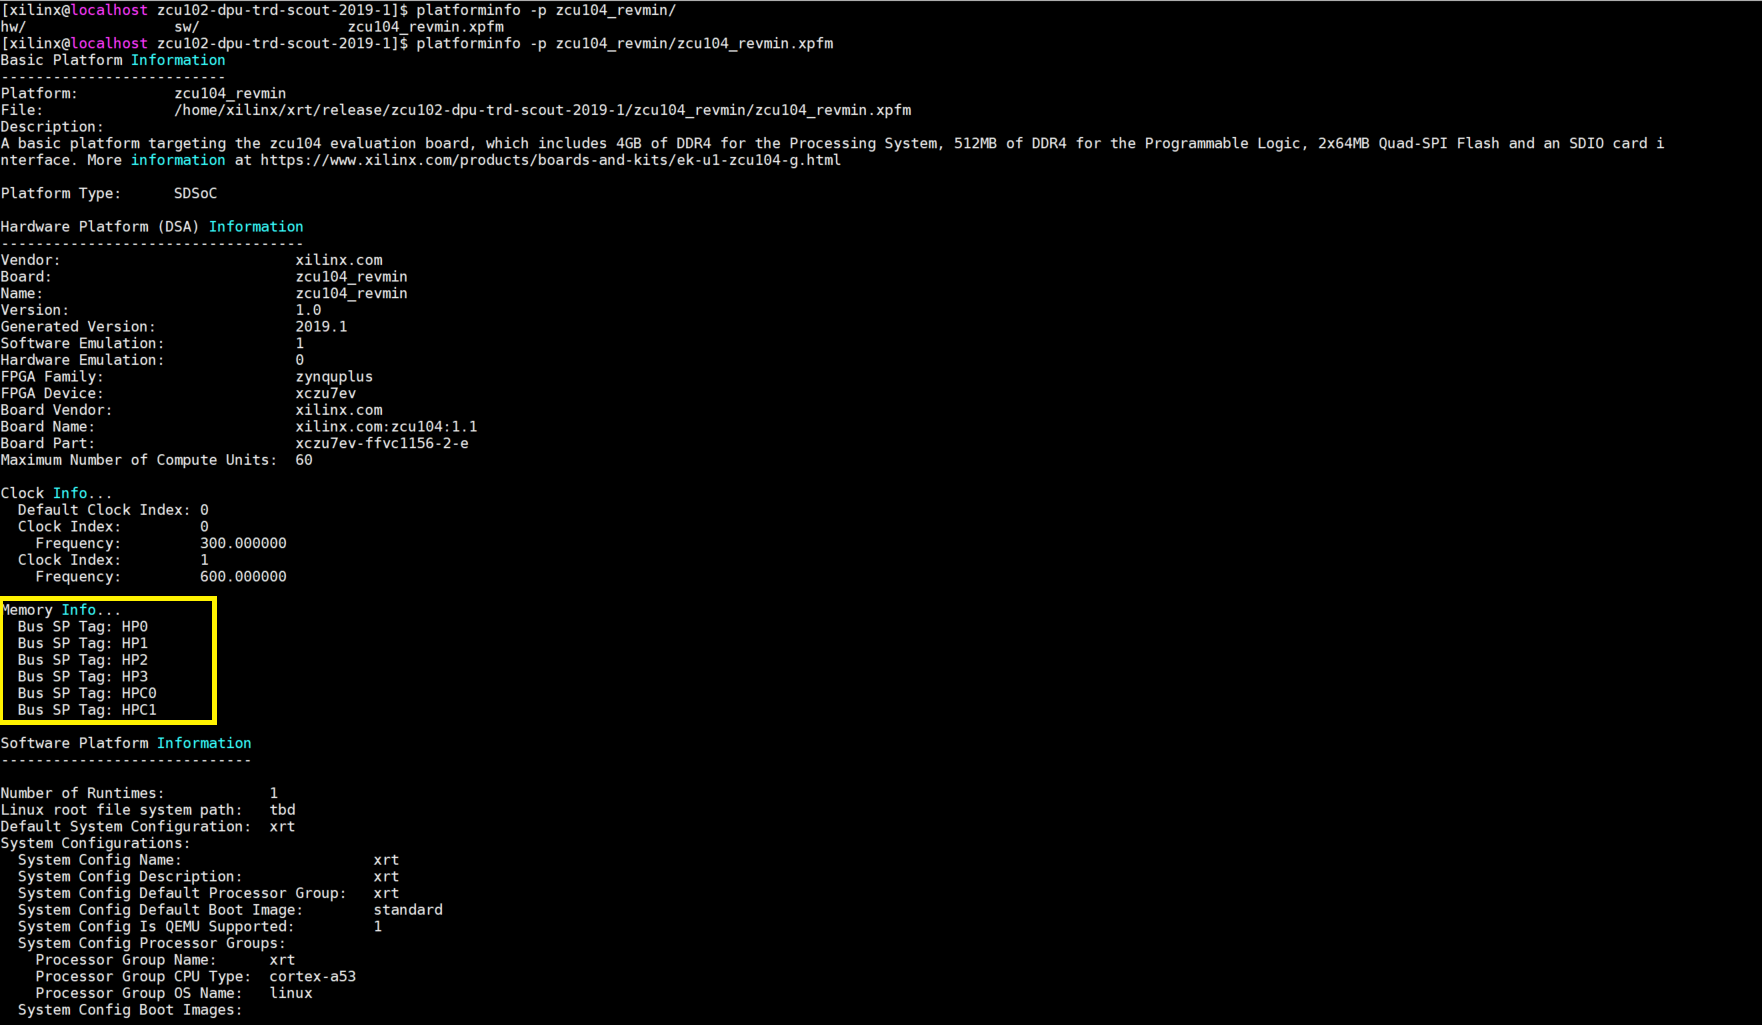 [xilinx@localhost zcu102-dpu-trd-scout-2019-1]$ platforminfo -p zcu104_revmin/
hw/                 sw/                 zcu104_revmin.xpfm
[xilinx@localhost zcu102-dpu-trd-scout-2019-1]$ platforminfo -p zcu104_revmin/zcu104_revmin.xpfm
Basic Platform Information
--------------------------
Platform:           zcu104_revmin
File:               /home/xilinx/xrt/release/zcu102-dpu-trd-scout-2019-1/zcu104_revmin/zcu104_revmin.xpfm
Description:
A basic platform targeting the zcu104 evaluation board, which includes 4GB of DDR4 for the Processing System, 512MB of DDR4 for the Programmable Logic, 2x64MB Quad-SPI Flash and an SDIO card i
nterface. More information at https://www.xilinx.com/products/boards-and-kits/ek-u1-zcu104-g.html

Platform Type:      SDSoC

Hardware Platform (DSA) Information
-----------------------------------
Vendor:                           xilinx.com
Board:                            zcu104_revmin
Name:                             zcu104_revmin
Version:                          1.0
Generated Version:                2019.1
Software Emulation:               1
Hardware Emulation:               0
FPGA Family:                      zynquplus
FPGA Device:                      xczu7ev
Board Vendor:                     xilinx.com
Board Name:                       xilinx.com:zcu104:1.1
Board Part:                       xczu7ev-ffvc1156-2-e
Maximum Number of Compute Units:  60

Clock Info...
  Default Clock Index: 0
  Clock Index:         0
    Frequency:         300.000000
  Clock Index:         1
    Frequency:         600.000000

Memory Info...
  Bus SP Tag: HP0
  Bus SP Tag: HP1
  Bus SP Tag: HP2
  Bus SP Tag: HP3
  Bus SP Tag: HPC0
  Bus SP Tag: HPC1

Software Platform Information
-----------------------------

Number of Runtimes:            1
Linux root file system path:   tbd
Default System Configuration:  xrt
System Configurations:
  System Config Name:                      xrt
  System Config Description:               xrt
  System Config Default Processor Group:   xrt
  System Config Default Boot Image:        standard
  System Config Is QEMU Supported:         1
  System Config Processor Groups:
    Processor Group Name:      xrt
    Processor Group CPU Type:  cortex-a53
    Processor Group OS Name:   linux
  System Config Boot Images: